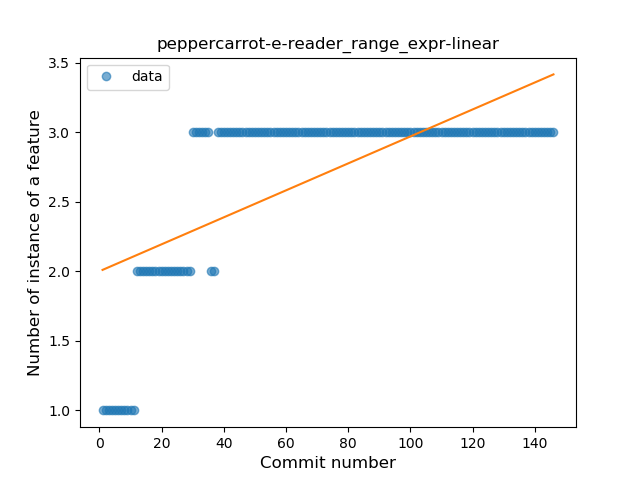 peppercarrot-e-reader_range_expr-linear
data
Number of instance of a feature
3.5
3.0
2.5
2.0
1.5
1.0
0 20 40 60 80 100 120 140
Commit number